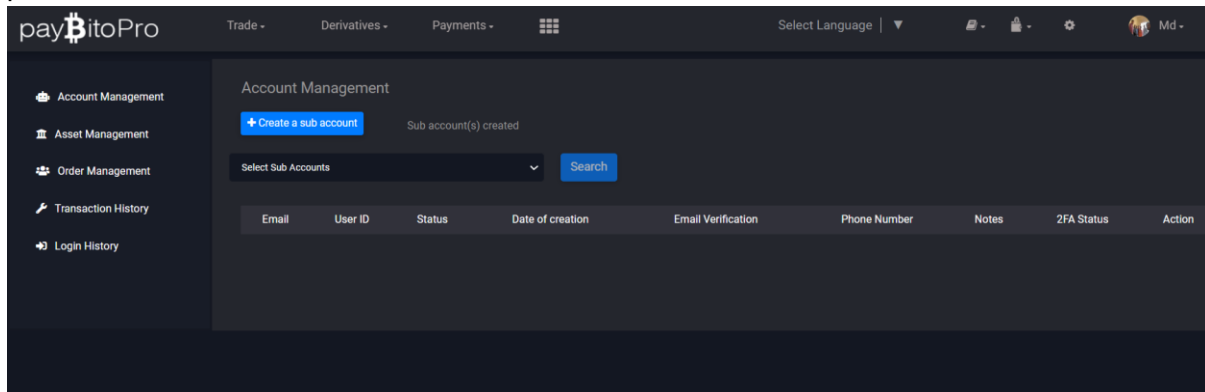 pay₿itoPro Trade Derivatives Payments Select Language ▼ Md
Account Management
Asset Management
Order Management
Transaction History
Login History
Account Management
+ Create a sub account Sub account(s) created
Select Sub Accounts Search
Email User ID Status Date of creation Email Verification Phone Number Notes 2FA Status Action